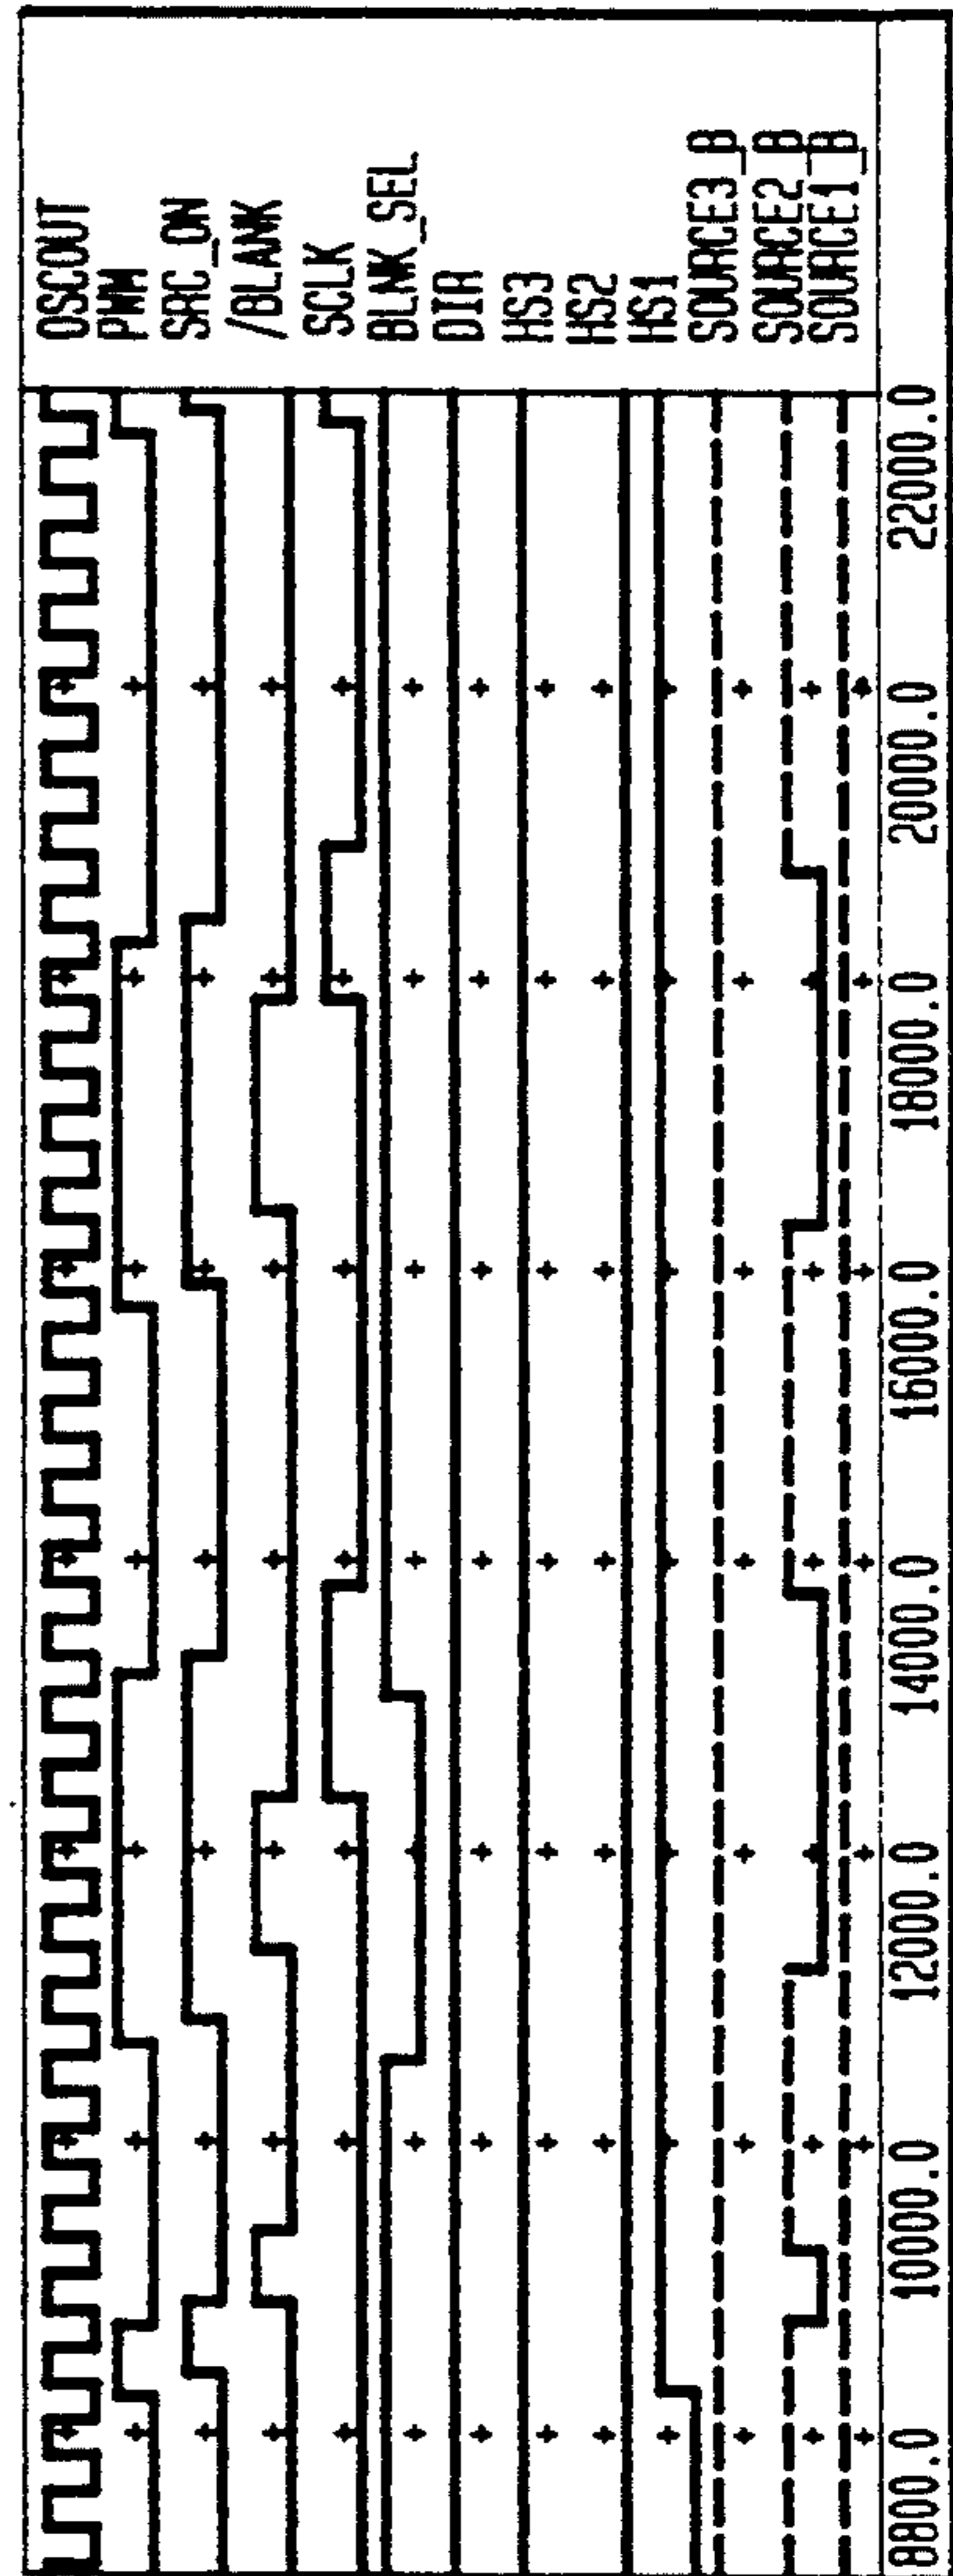 OSCOUT
PWM
SRC_ON
/BLANK
SCLK
BLNK_SEL
DIR
HS3
HS2
HS1
SOURCE3_B
SOURCE2_B
SOURCE1_B
8800.0 10000.0 12000.0 14000.0 16000.0 18000.0 20000.0 22000.0